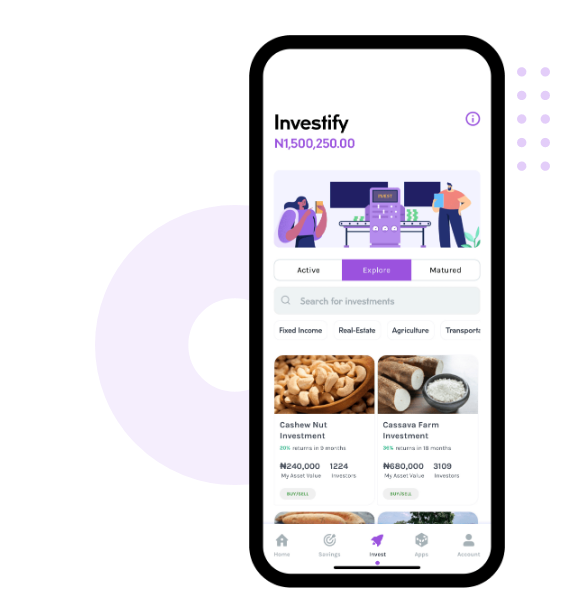 Investify
N1,500,250.00
Active Explore Matured
Search for investments
Fixed Income Real-Estate Agriculture Transporta
Cashew Nut
Investment
20% returns in 9 months
₦240,000 1224
My Asset Value Investors
BUY/SELL
Cassava Farm
Investment
returns in 18 months
₦680,000 3109
My Asset Value Investors
BUY/SELL
Home Savings Invest Apps Account